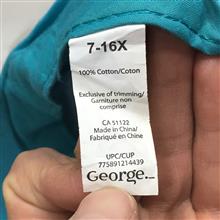 7-16X
100% Cotton/Coton
Exclusive of trimming/
Garniture non
comprise
CA 51122
Made in China/
Fabriqué en Chine
UPC/CUP
775891214439
George.